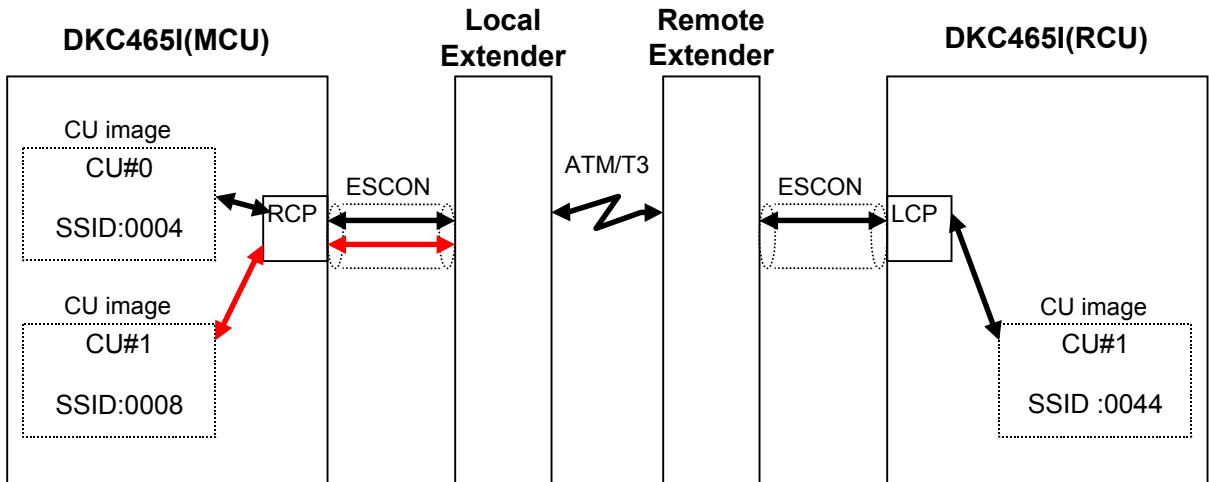 DKC465I(MCU)
Local
Extender
Remote
Extender
DKC465I(RCU)
CU image
CU#0
SSID:0004
RCP
ESCON
ATM/T3
ESCON
LCP
CU image
CU#1
SSID:0008
CU image
CU#1
SSID :0044